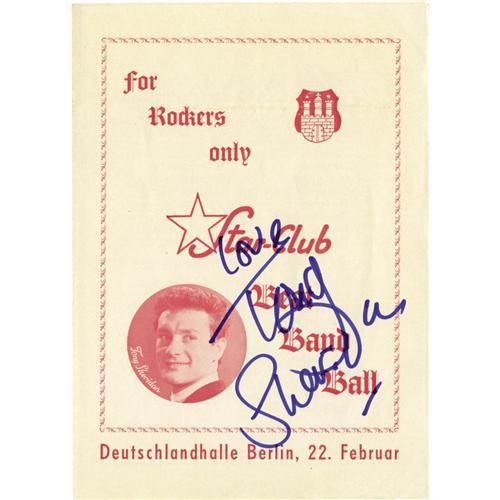 For
Rockers
only
Star-Club
Love
Tony
Sheridan
Beat
Band
Ball
Tony Sheridan
Deutschlandhalle Berlin, 22. Februar